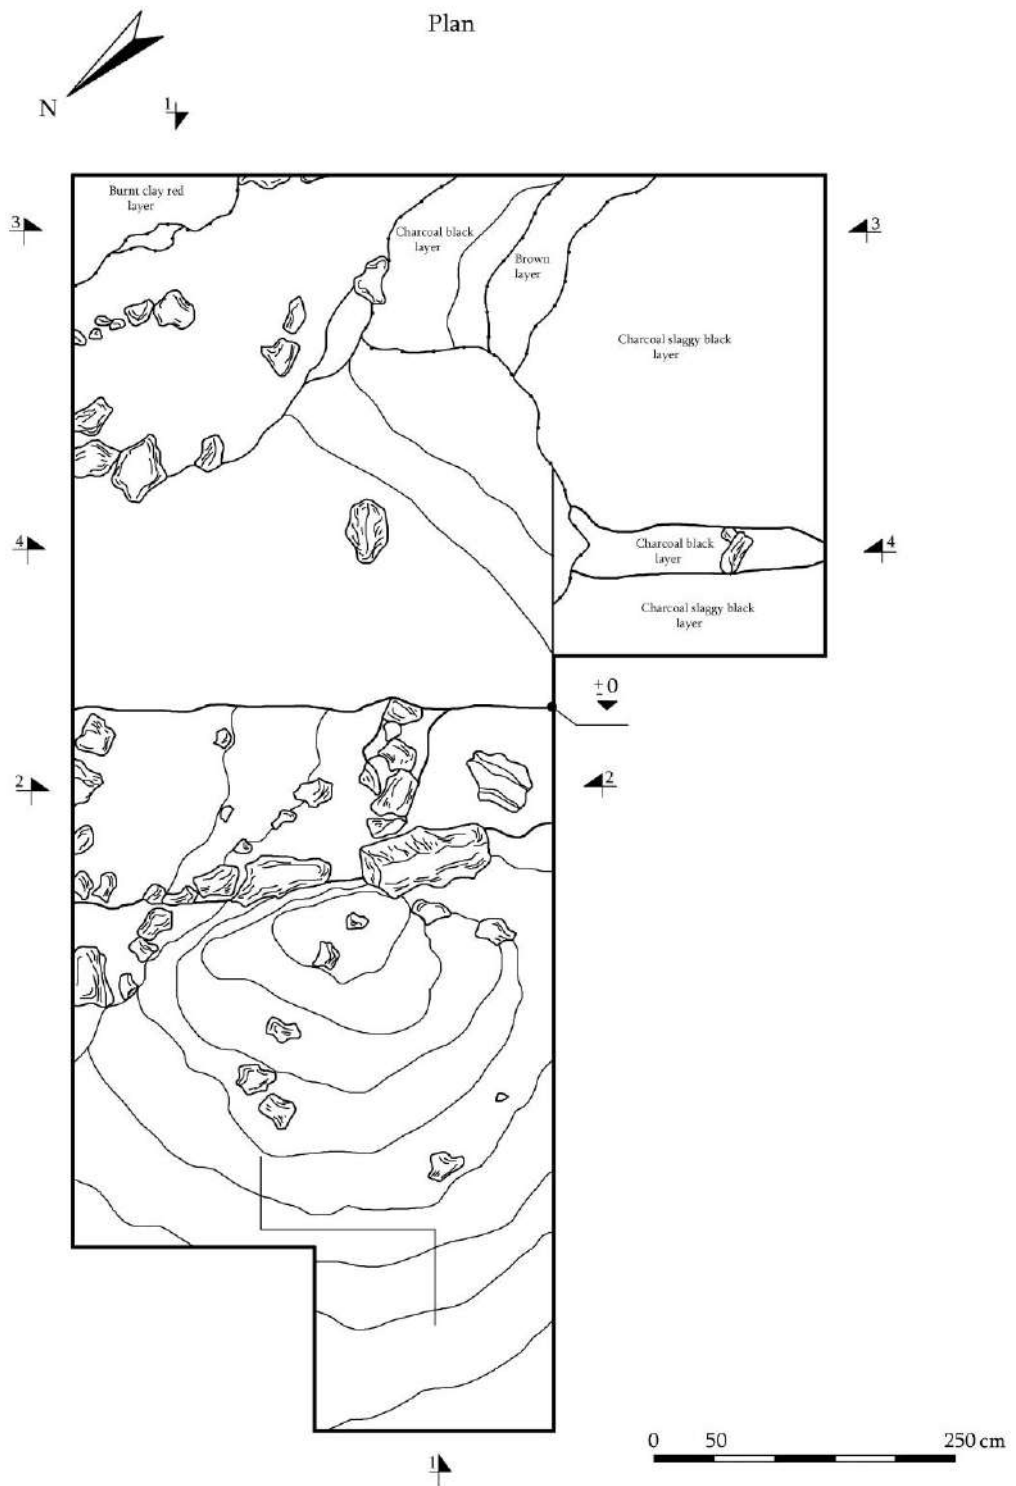 Plan
N
1
Burnt clay red
layer
3
3
Charcoal black
layer
Brown
layer
Charcoal slaggy black
layer
4
4
Charcoal black
layer
Charcoal slaggy black
layer
±0
2
2
0 50 250 cm
1